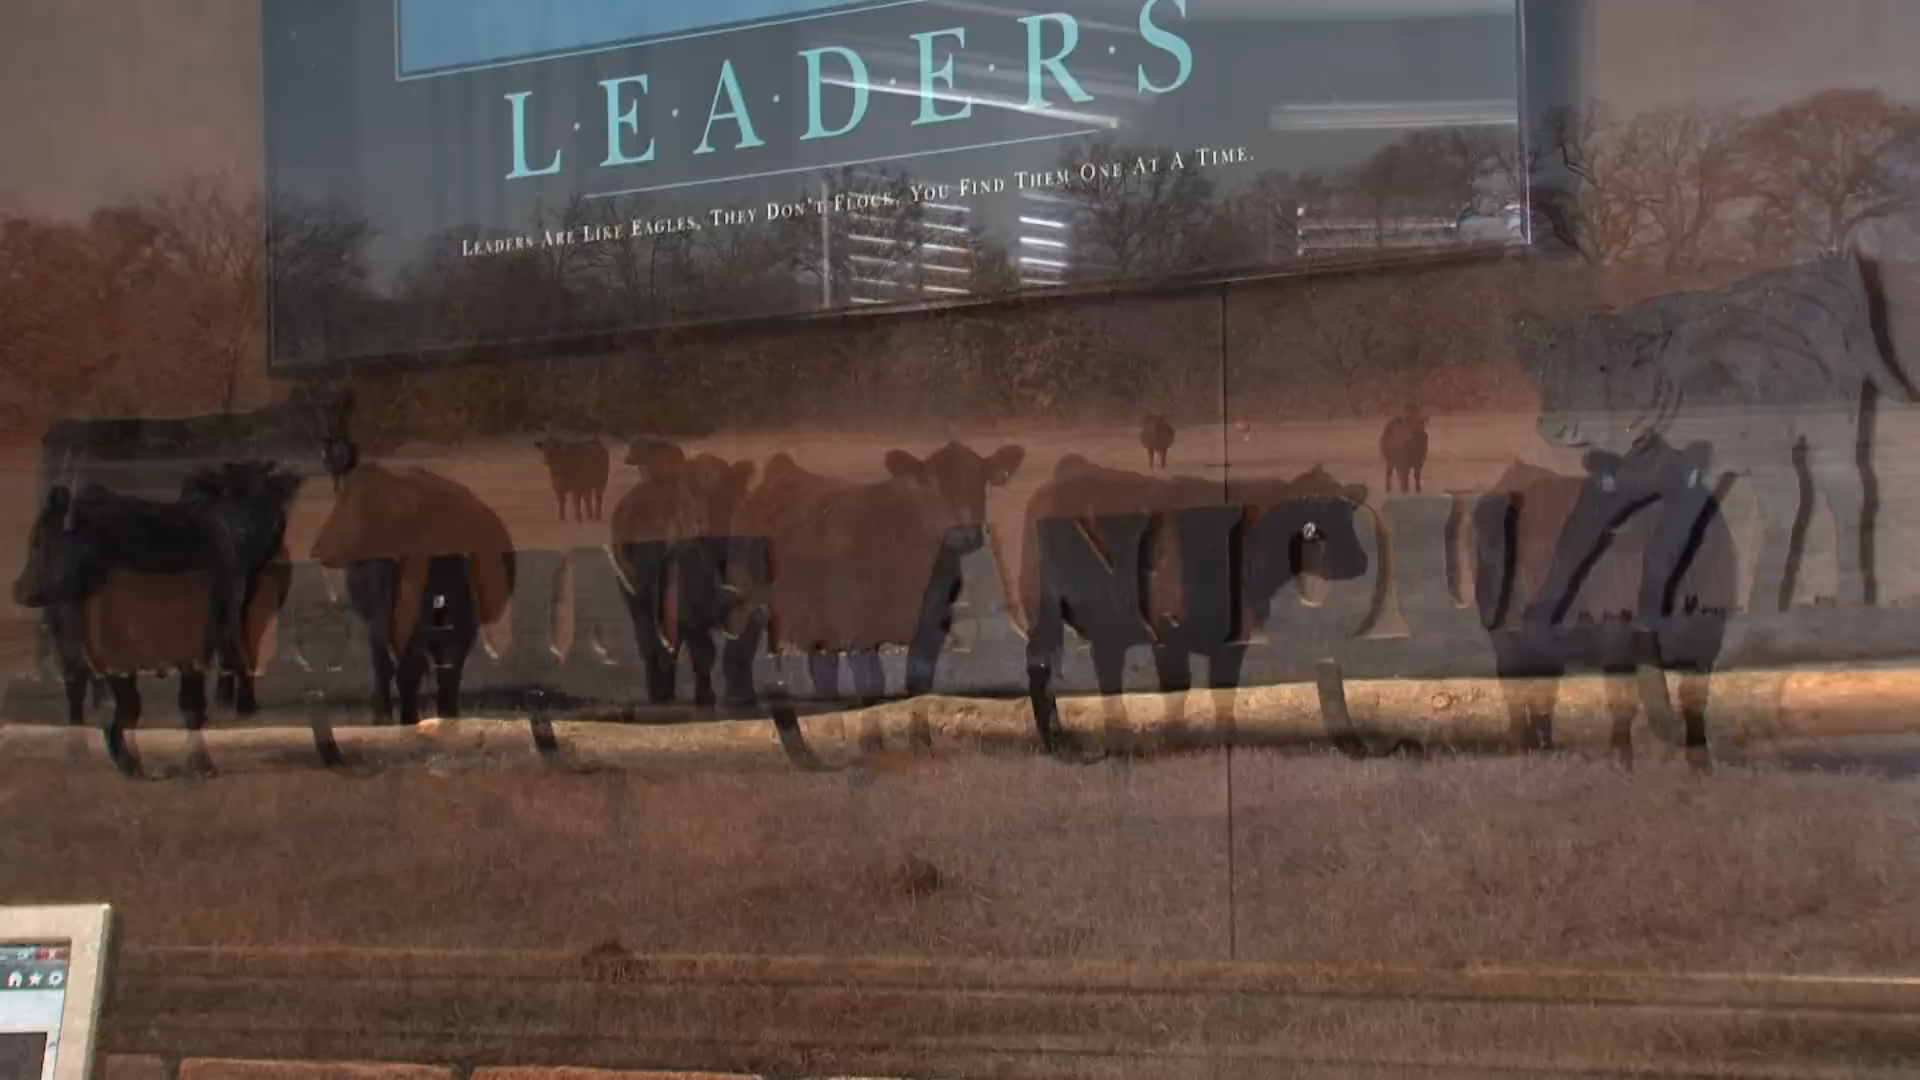 L·E·A·D·E·R·S
LEADERS ARE LIKE EAGLES, THEY DON'T FLOCK, YOU FIND THEM ONE AT A TIME.